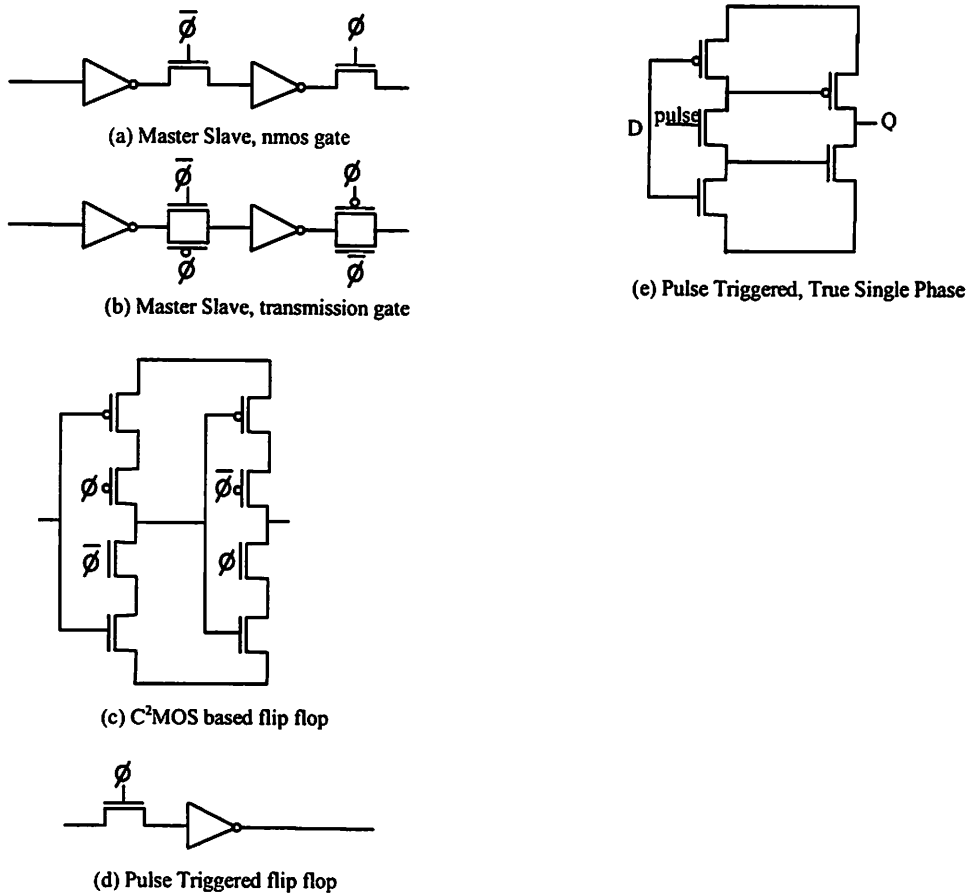 ϕ̅ ϕ
(a) Master Slave, nmos gate
ϕ̅ ϕ
ϕ ϕ̅
(b) Master Slave, transmission gate
ϕ ϕ̅
ϕ̅ ϕ
(c) C²MOS based flip flop
ϕ
(d) Pulse Triggered flip flop
D pulse Q
(e) Pulse Triggered, True Single Phase